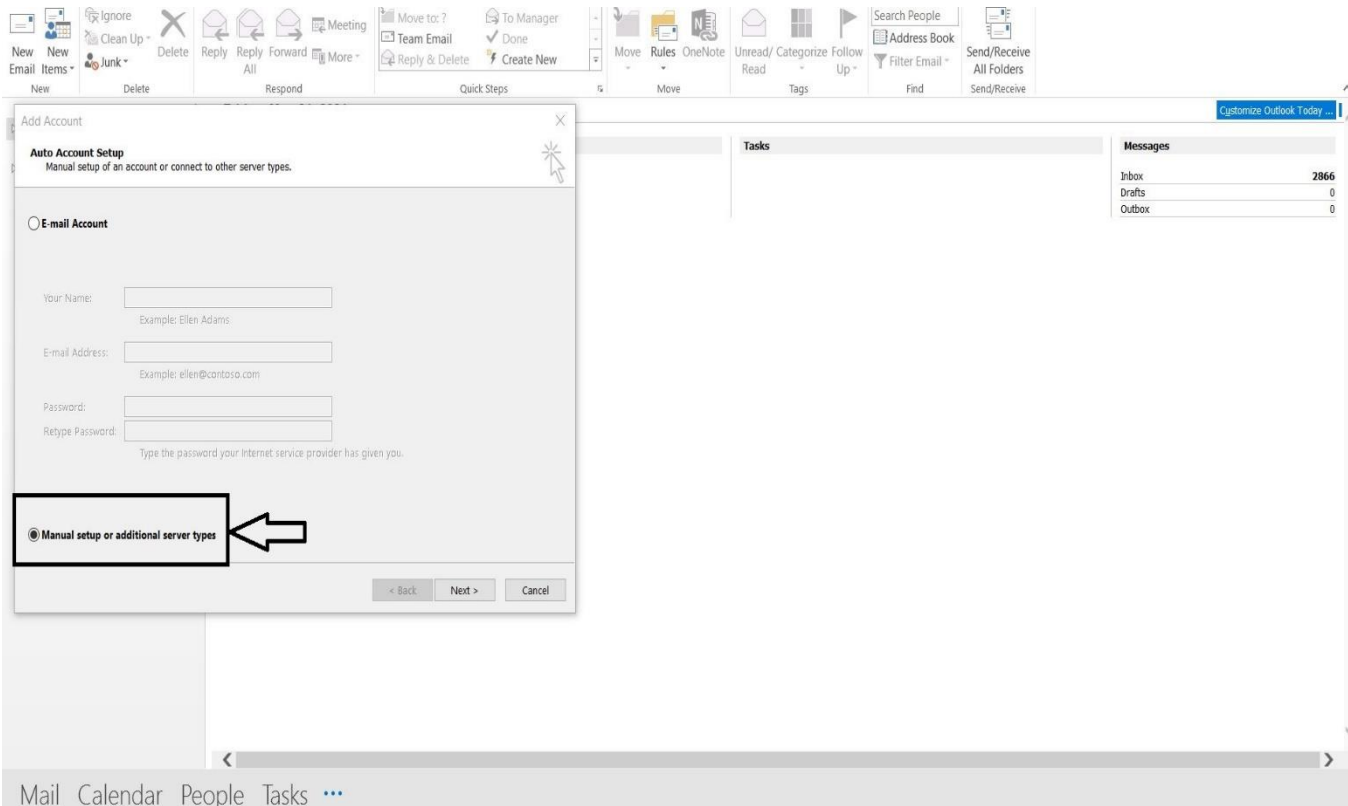 Ignore
Clean Up
Junk
New Email
New Items
Delete
Reply
Reply All
Forward
Meeting
More
Move to: ?
Team Email
Reply & Delete
To Manager
Done
Create New
Move
Rules
OneNote
Unread/ Read
Categorize
Follow Up
Search People
Address Book
Filter Email
Send/Receive All Folders
New
Delete
Respond
Quick Steps
Move
Tags
Find
Send/Receive
Customize Outlook Today ...
Add Account
Auto Account Setup
Manual setup of an account or connect to other server types.
E-mail Account
Your Name:
Example: Ellen Adams
E-mail Address:
Example: ellen@contoso.com
Password:
Retype Password:
Type the password your Internet service provider has given you.
Manual setup or additional server types
< Back
Next >
Cancel
Tasks
Messages
Inbox 2866
Drafts 0
Outbox 0
Mail Calendar People Tasks ...